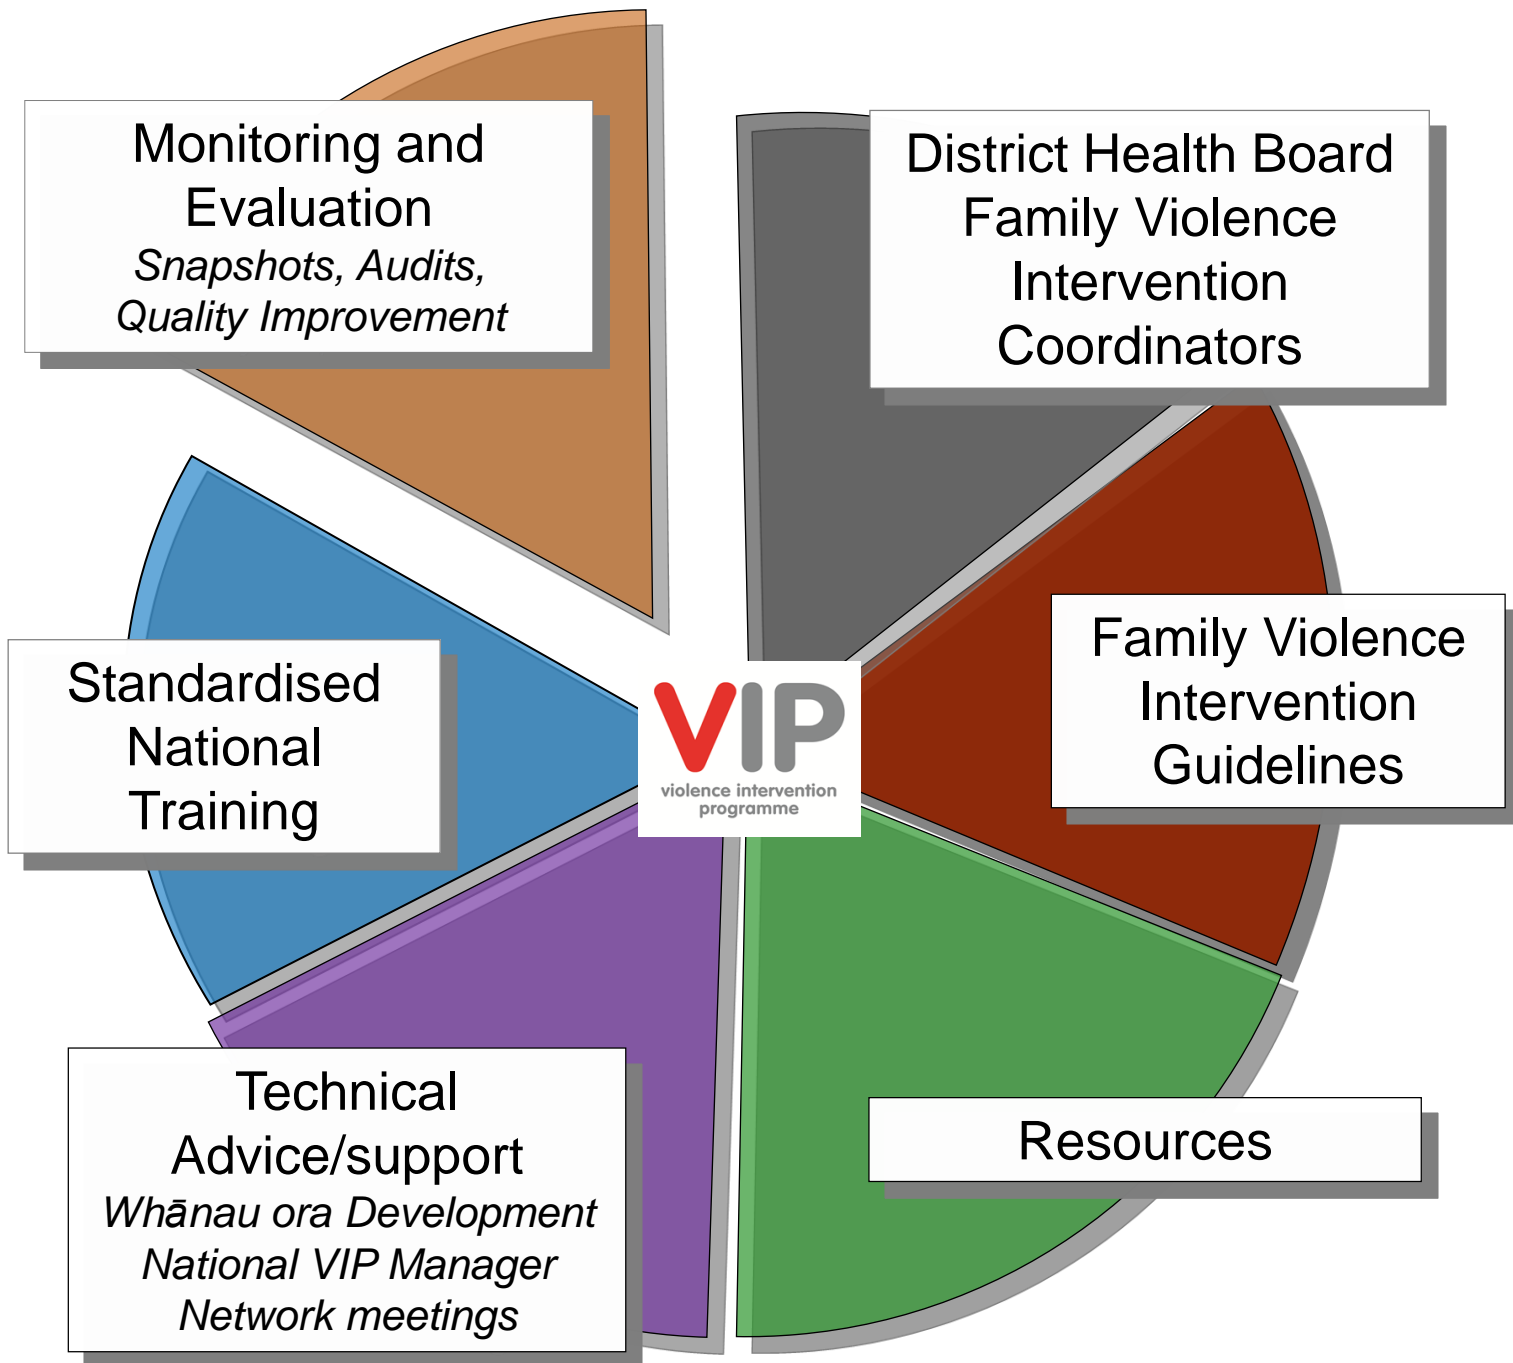 Monitoring and
Evaluation
Snapshots, Audits,
Quality Improvement
District Health Board
Family Violence
Intervention
Coordinators
Standardised
National
Training
VIP
violence intervention
programme
Family Violence
Intervention
Guidelines
Technical
Advice/support
Whānau ora Development
National VIP Manager
Network meetings
Resources